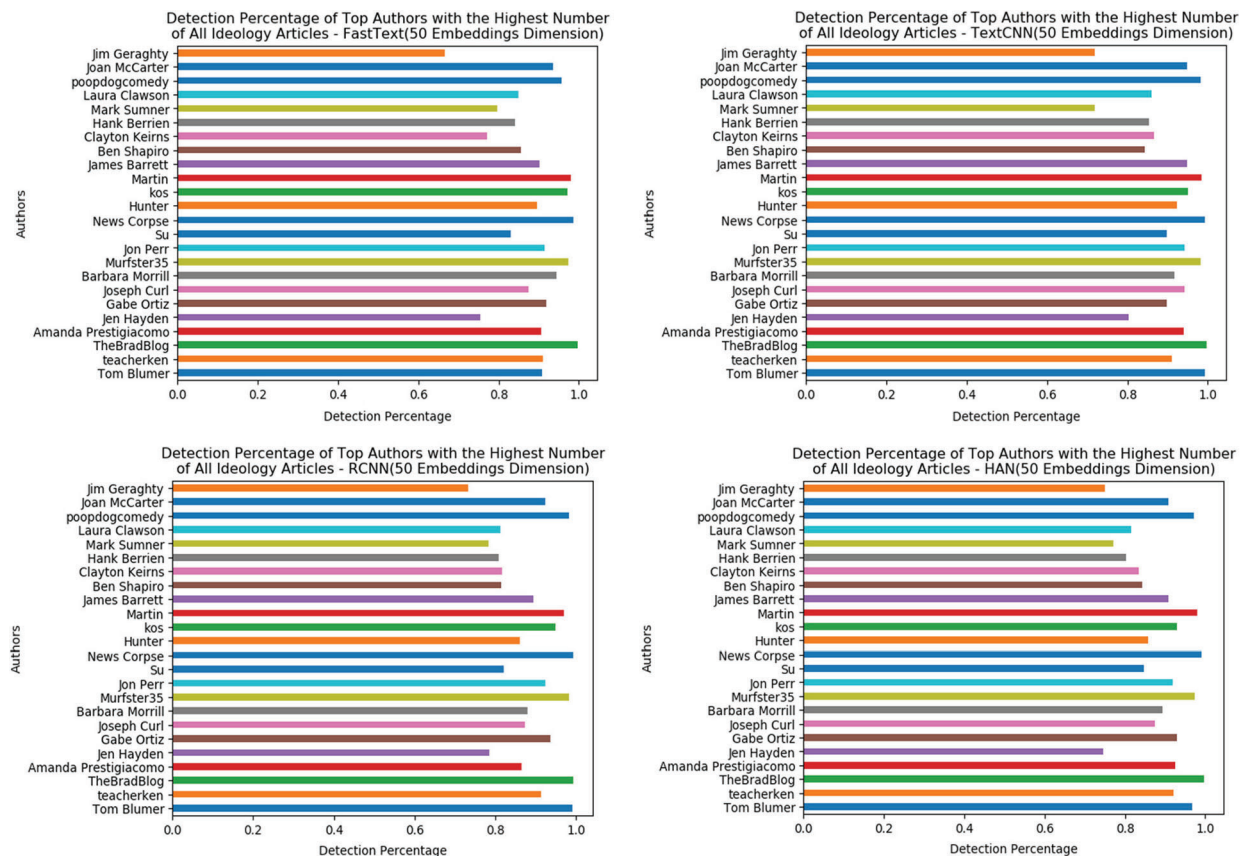 Detection Percentage of Top Authors with the Highest Number
of All Ideology Articles - FastText(50 Embeddings Dimension)
Authors
Jim Geraghty
Joan McCarter
poopdogcomedy
Laura Clawson
Mark Sumner
Hank Berrien
Clayton Keirns
Ben Shapiro
James Barrett
Martin
kos
Hunter
News Corpse
Su
Jon Perr
Murfster35
Barbara Morrill
Joseph Curl
Gabe Ortiz
Jen Hayden
Amanda Prestigiacomo
TheBradBlog
teacherken
Tom Blumer
0.0 0.2 0.4 0.6 0.8 1.0
Detection Percentage
Detection Percentage of Top Authors with the Highest Number
of All Ideology Articles - TextCNN(50 Embeddings Dimension)
Authors
Jim Geraghty
Joan McCarter
poopdogcomedy
Laura Clawson
Mark Sumner
Hank Berrien
Clayton Keirns
Ben Shapiro
James Barrett
Martin
kos
Hunter
News Corpse
Su
Jon Perr
Murfster35
Barbara Morrill
Joseph Curl
Gabe Ortiz
Jen Hayden
Amanda Prestigiacomo
TheBradBlog
teacherken
Tom Blumer
0.0 0.2 0.4 0.6 0.8 1.0
Detection Percentage
Detection Percentage of Top Authors with the Highest Number
of All Ideology Articles - RCNN(50 Embeddings Dimension)
Authors
Jim Geraghty
Joan McCarter
poopdogcomedy
Laura Clawson
Mark Sumner
Hank Berrien
Clayton Keirns
Ben Shapiro
James Barrett
Martin
kos
Hunter
News Corpse
Su
Jon Perr
Murfster35
Barbara Morrill
Joseph Curl
Gabe Ortiz
Jen Hayden
Amanda Prestigiacomo
TheBradBlog
teacherken
Tom Blumer
0.0 0.2 0.4 0.6 0.8 1.0
Detection Percentage
Detection Percentage of Top Authors with the Highest Number
of All Ideology Articles - HAN(50 Embeddings Dimension)
Authors
Jim Geraghty
Joan McCarter
poopdogcomedy
Laura Clawson
Mark Sumner
Hank Berrien
Clayton Keirns
Ben Shapiro
James Barrett
Martin
kos
Hunter
News Corpse
Su
Jon Perr
Murfster35
Barbara Morrill
Joseph Curl
Gabe Ortiz
Jen Hayden
Amanda Prestigiacomo
TheBradBlog
teacherken
Tom Blumer
0.0 0.2 0.4 0.6 0.8 1.0
Detection Percentage